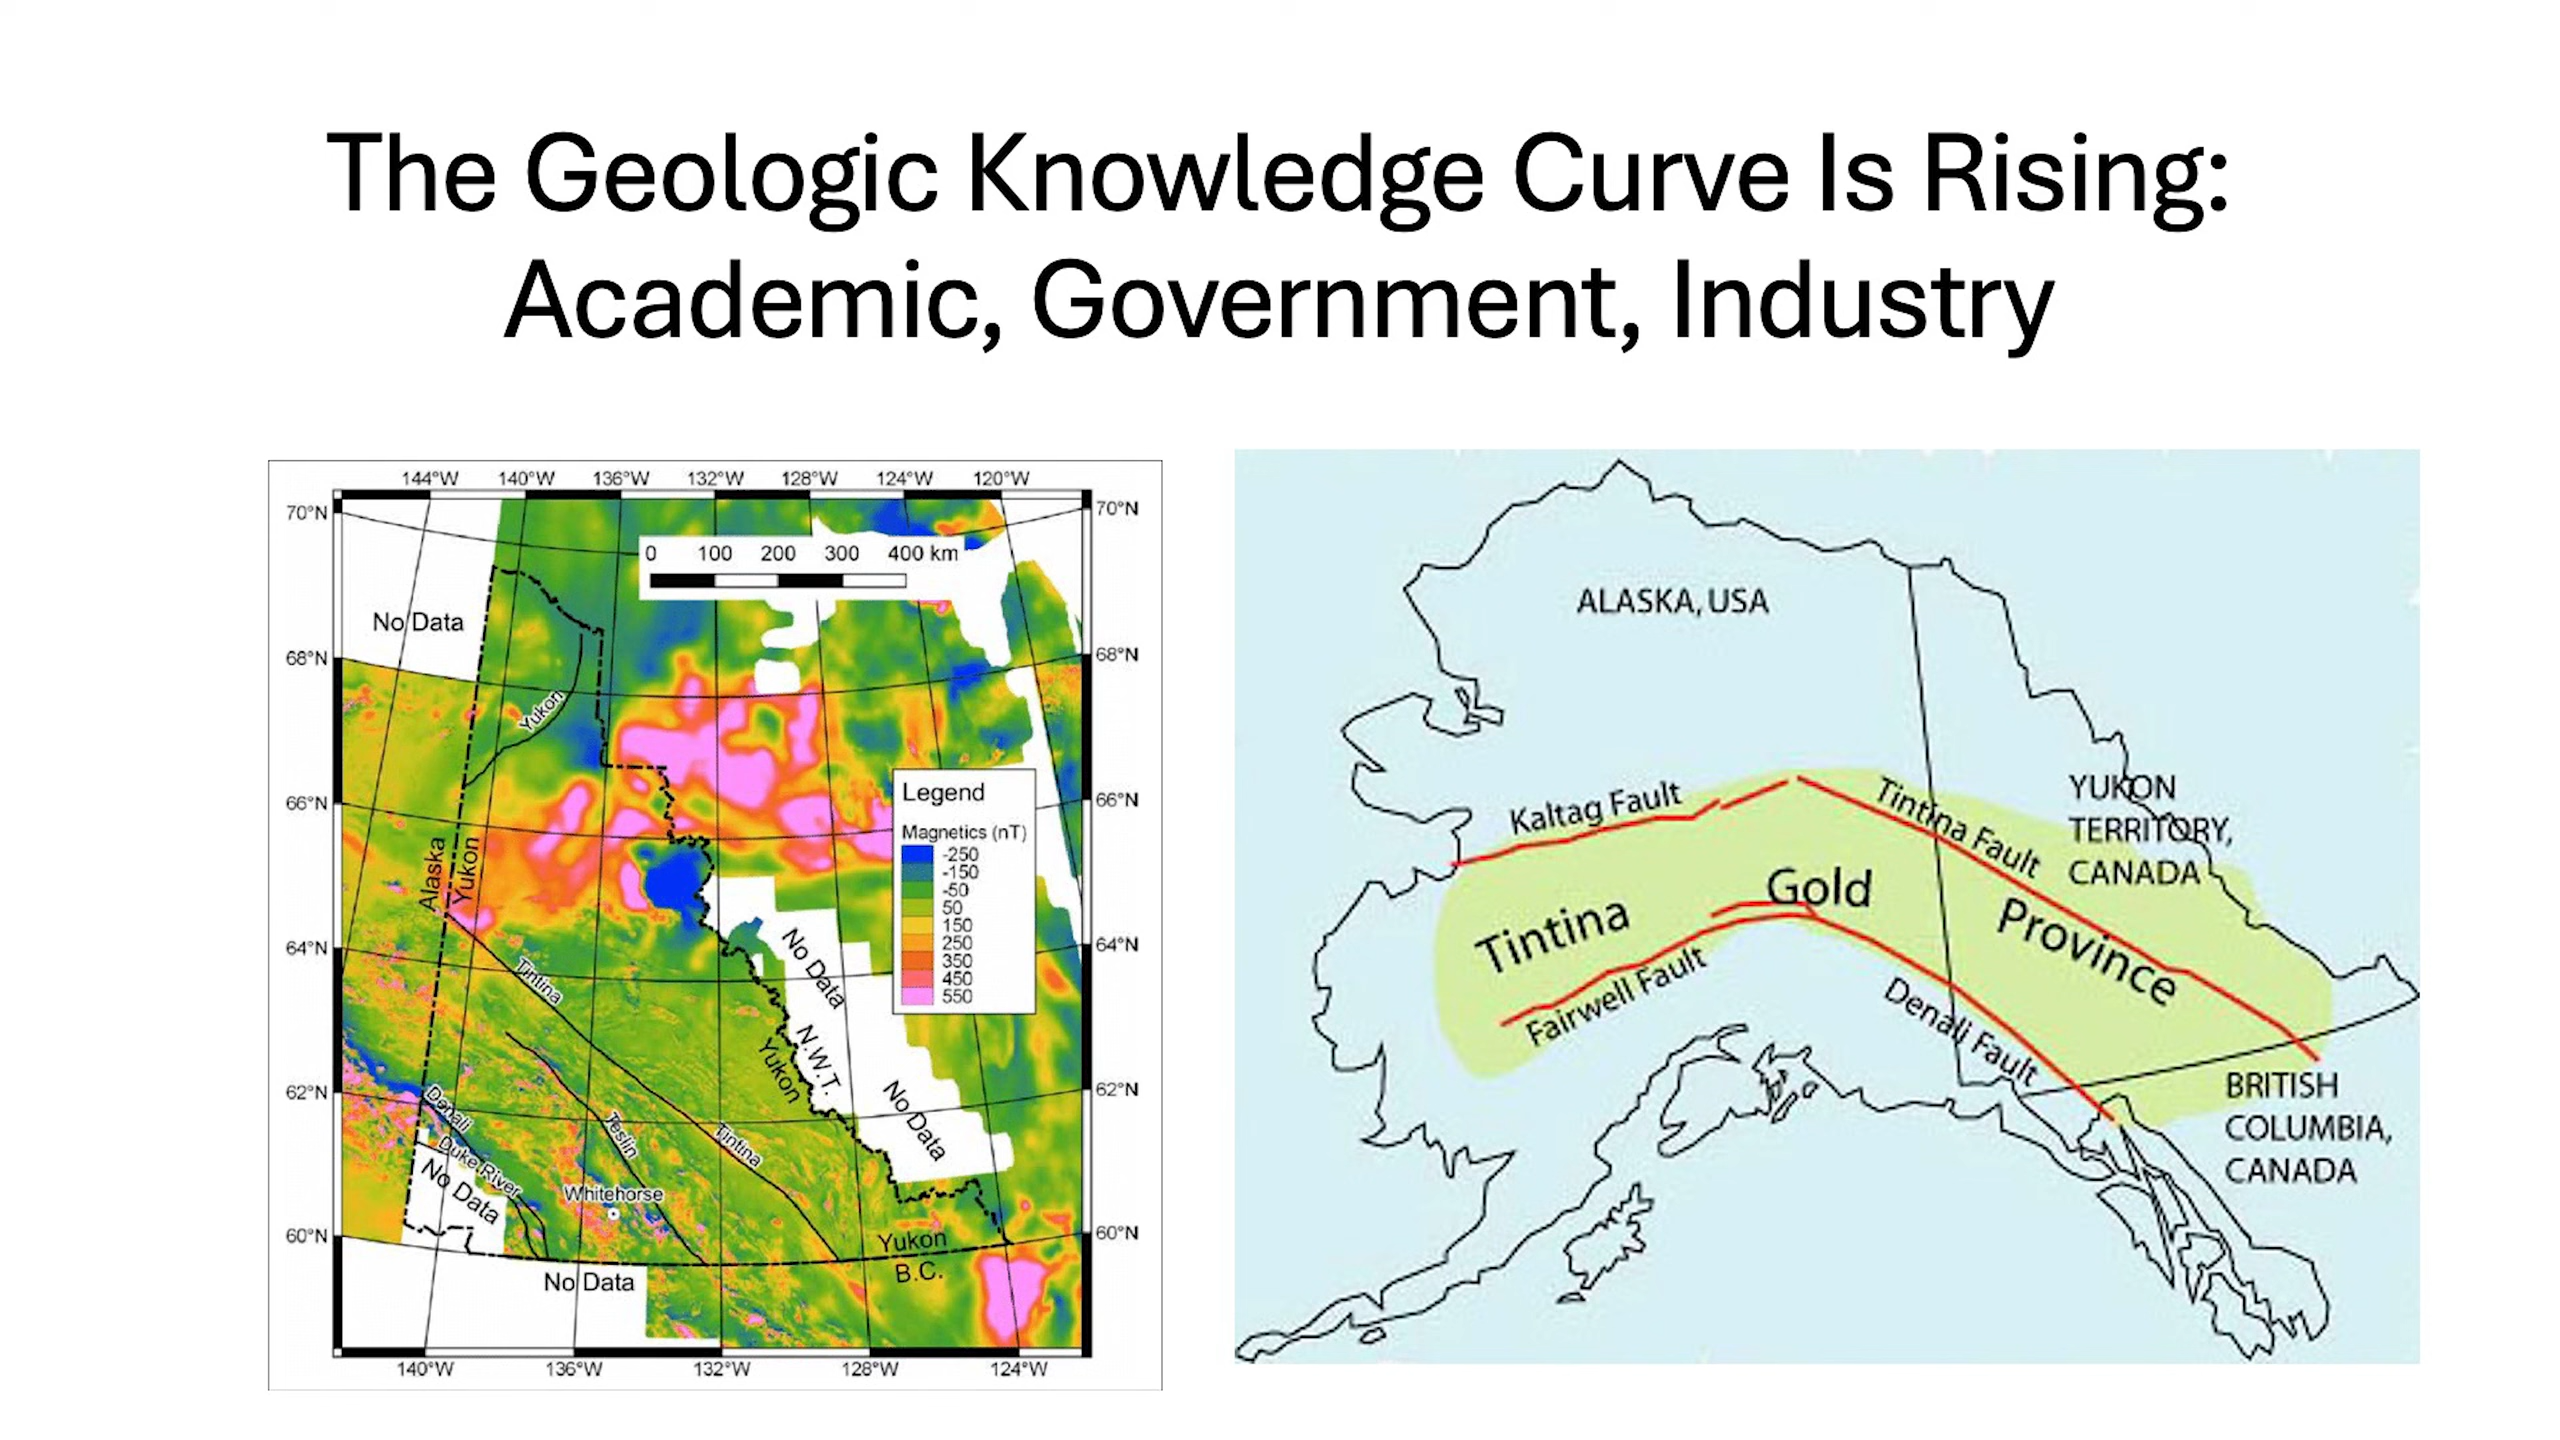 The Geologic Knowledge Curve Is Rising:
Academic, Government, Industry
144°W 140°W 136°W 132°W 128°W 124°W 120°W
70°N
70°N
0 100 200 300 400 km
No Data
68°N
68°N
Yukon
66°N
66°N
Legend
Magnetics (nT)
-250
-150
-50
50
150
250
350
450
550
Alaska
Yukon
64°N
64°N
Tintina
No Data
N.W.T.
Yukon
No Data
62°N
62°N
Denali
Duke River
No Data
Teslin
Tintina
Whitehorse
60°N
60°N
Yukon
B.C.
No Data
140°W 136°W 132°W 128°W 124°W
ALASKA, USA
YUKON
TERRITORY,
CANADA
Kaltag Fault
Tintina Fault
Tintina Gold Province
Fairwell Fault
Denali Fault
BRITISH
COLUMBIA,
CANADA